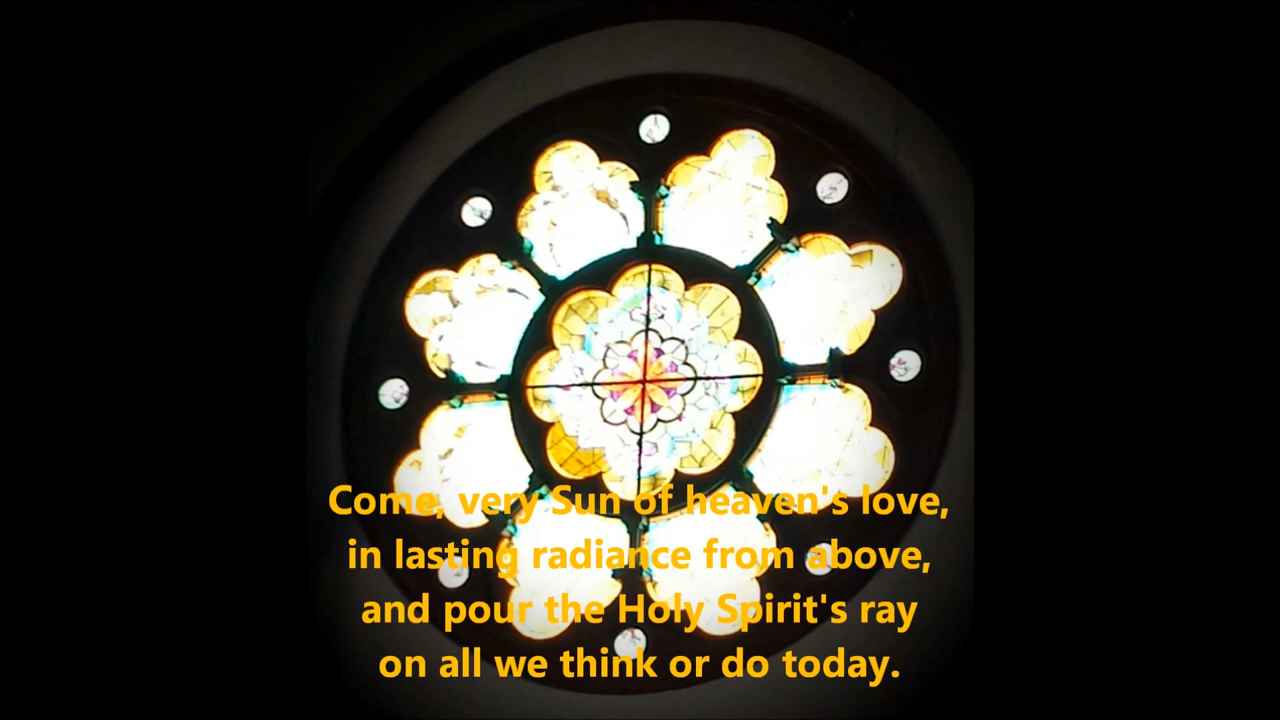 Come, very Sun of heaven's love,
in lasting radiance from above,
and pour the Holy Spirit's ray
on all we think or do today.